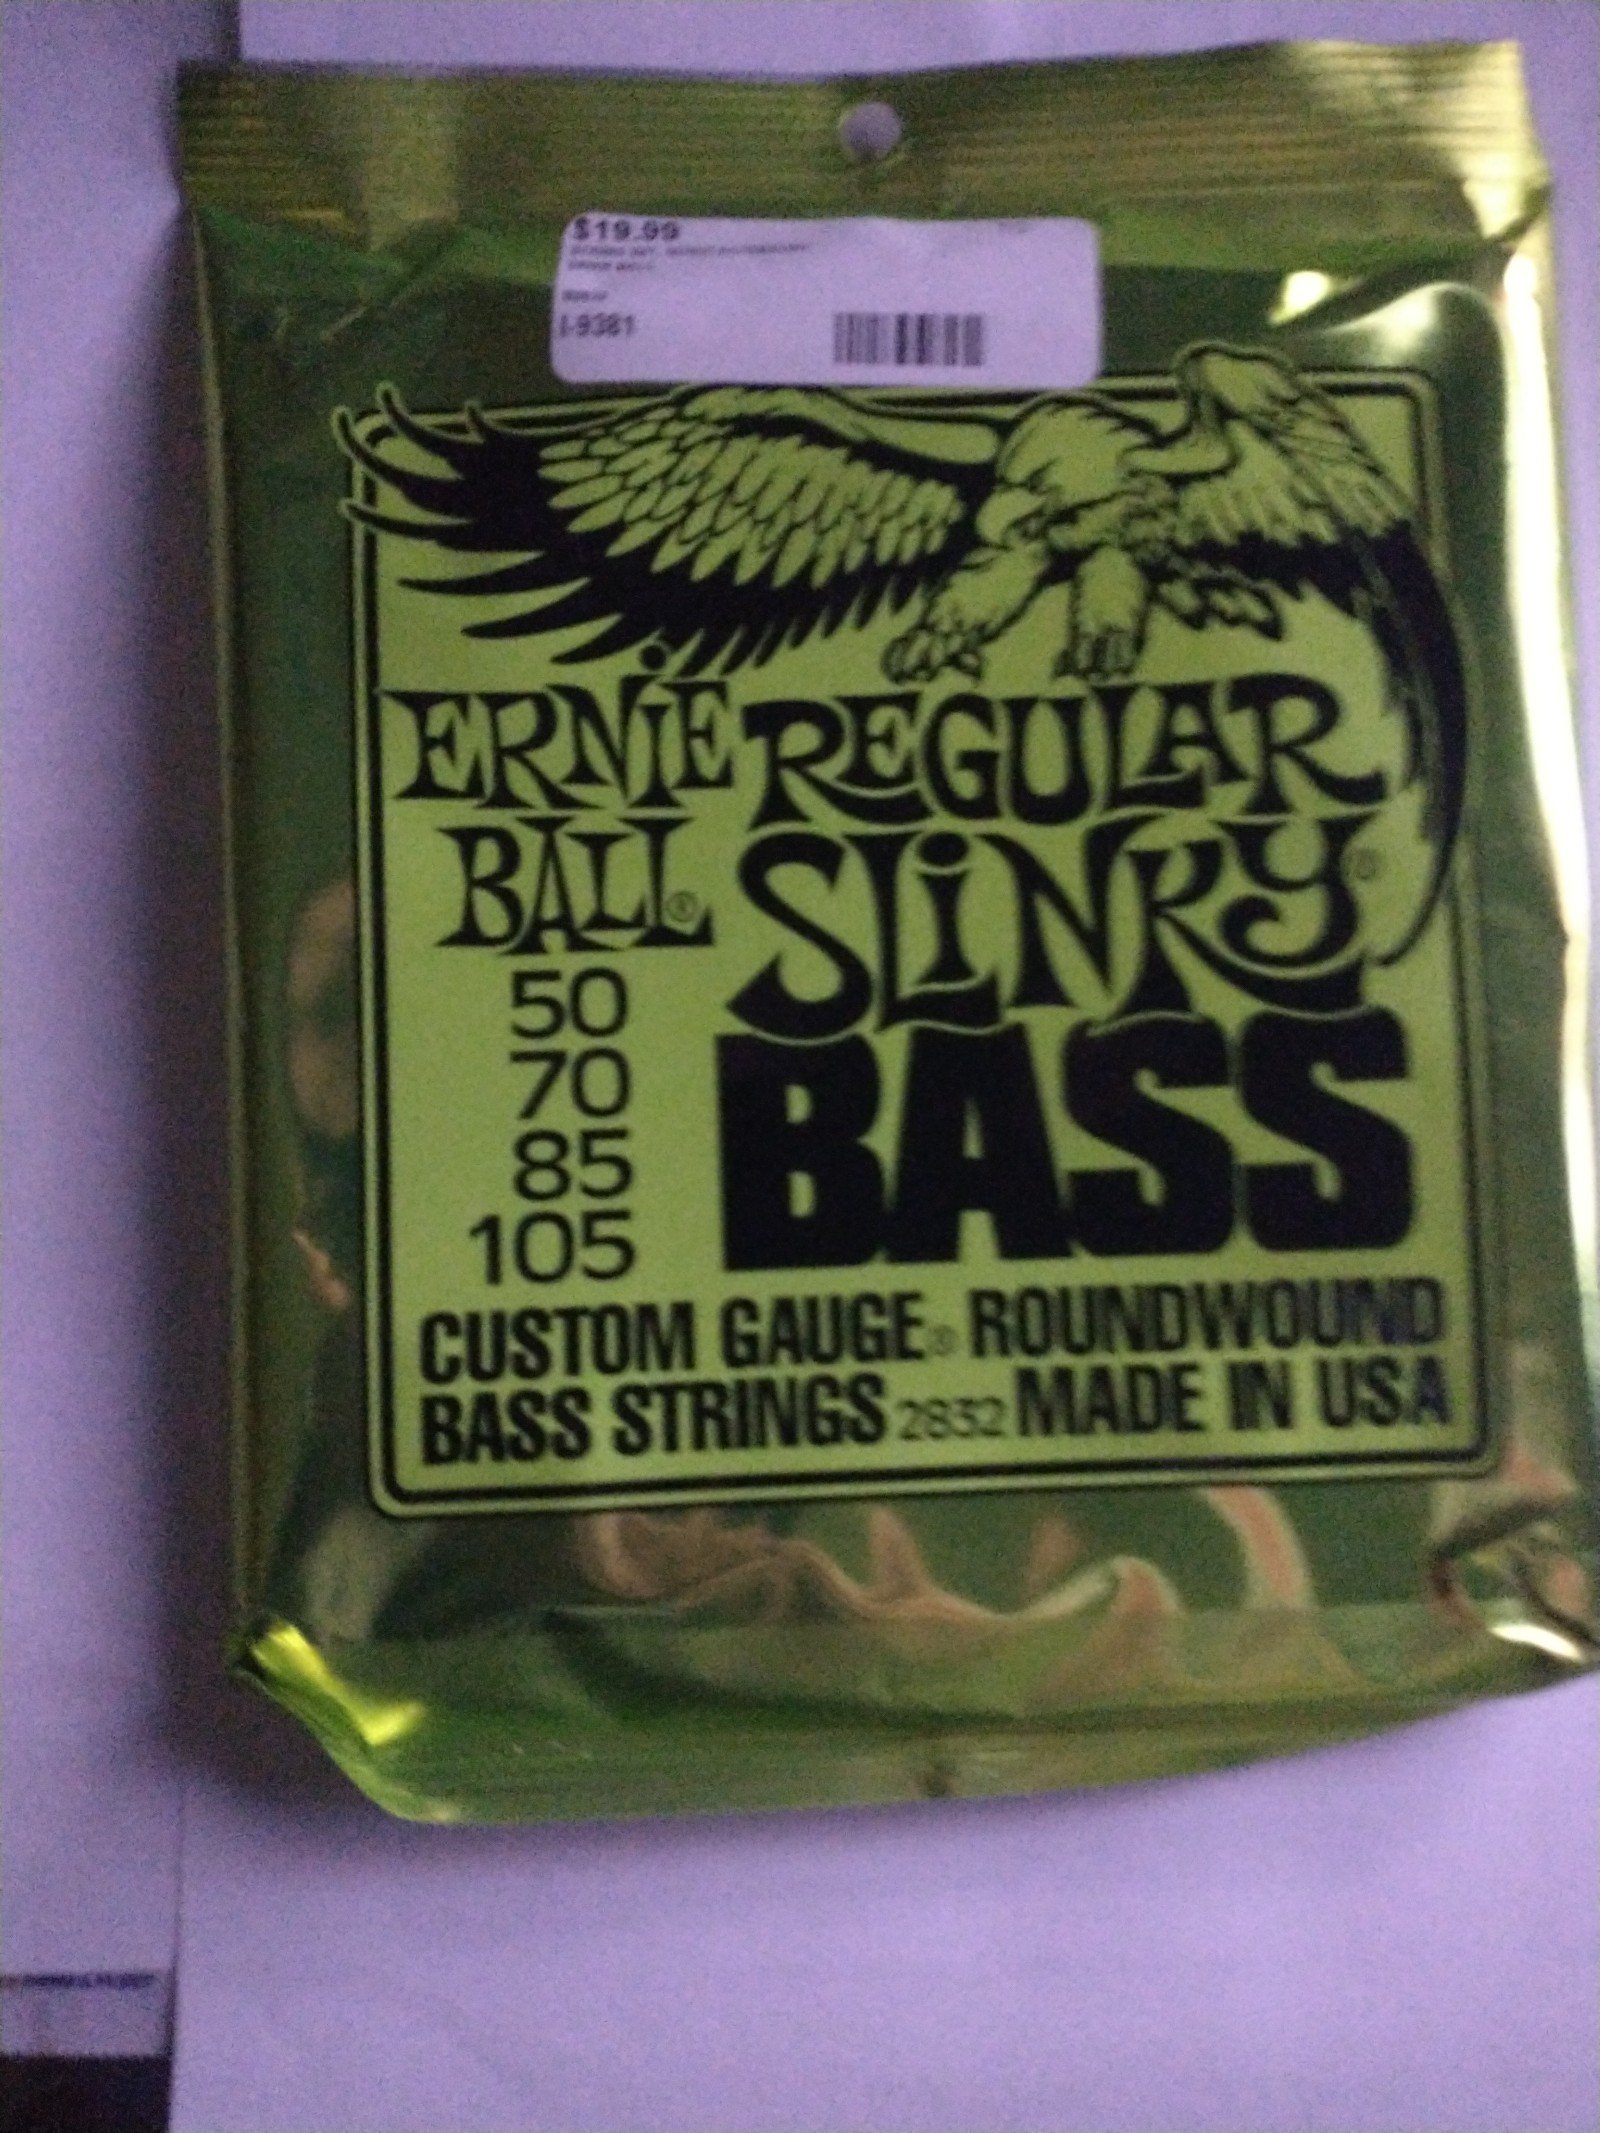 $19.99
I-9381
ERNiE BALL®
REGULAR SLiNKY®
BASS
50
70
85
105
CUSTOM GAUGE® ROUNDWOUND
BASS STRINGS 2832 MADE IN USA